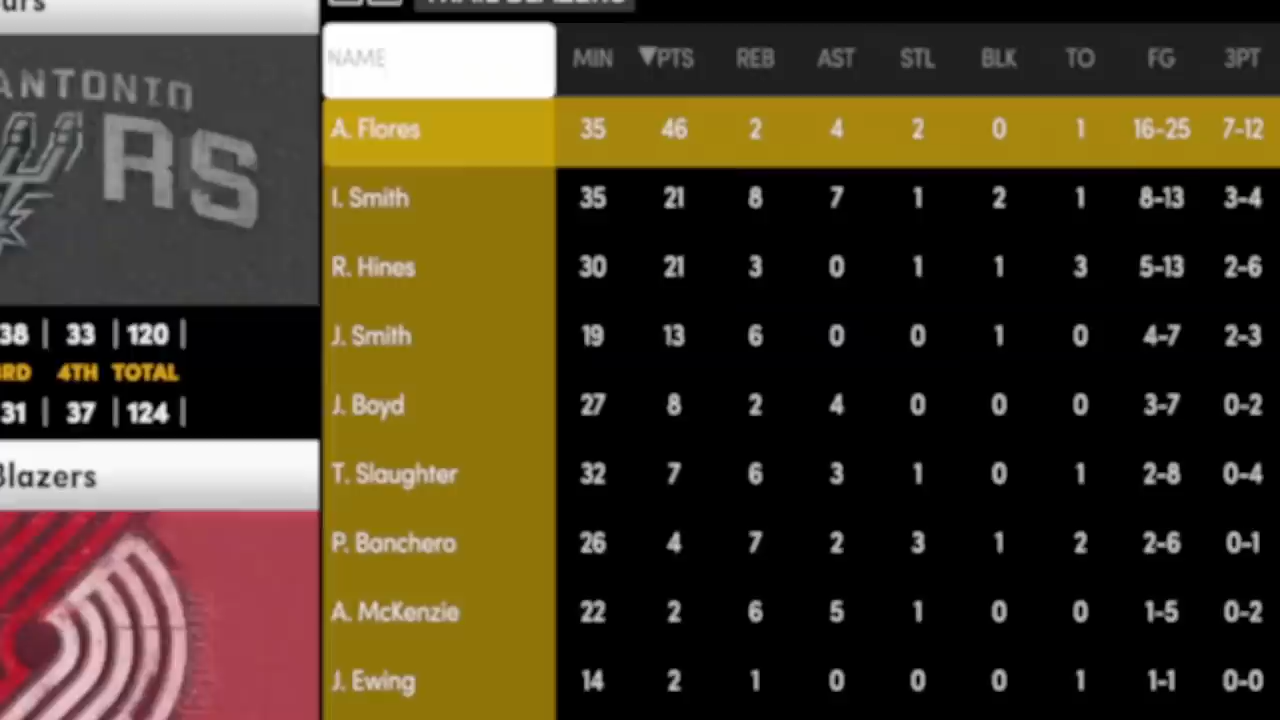 urs
ANTONIO
RS
38 | 33 | 120 |
3RD 4TH TOTAL
31 | 37 | 124 |
Blazers
TRAIL BLAZERS
NAME MIN ▼PTS REB AST STL BLK TO FG 3PT
A. Flores 35 46 2 4 2 0 1 16-25 7-12
I. Smith 35 21 8 7 1 2 1 8-13 3-4
R. Hines 30 21 3 0 1 1 3 5-13 2-6
J. Smith 19 13 6 0 0 1 0 4-7 2-3
J. Boyd 27 8 2 4 0 0 0 3-7 0-2
T. Slaughter 32 7 6 3 1 0 1 2-8 0-4
P. Banchero 26 4 7 2 3 1 2 2-6 0-1
A. McKenzie 22 2 6 5 1 0 0 1-5 0-2
J. Ewing 14 2 1 0 0 0 1 1-1 0-0